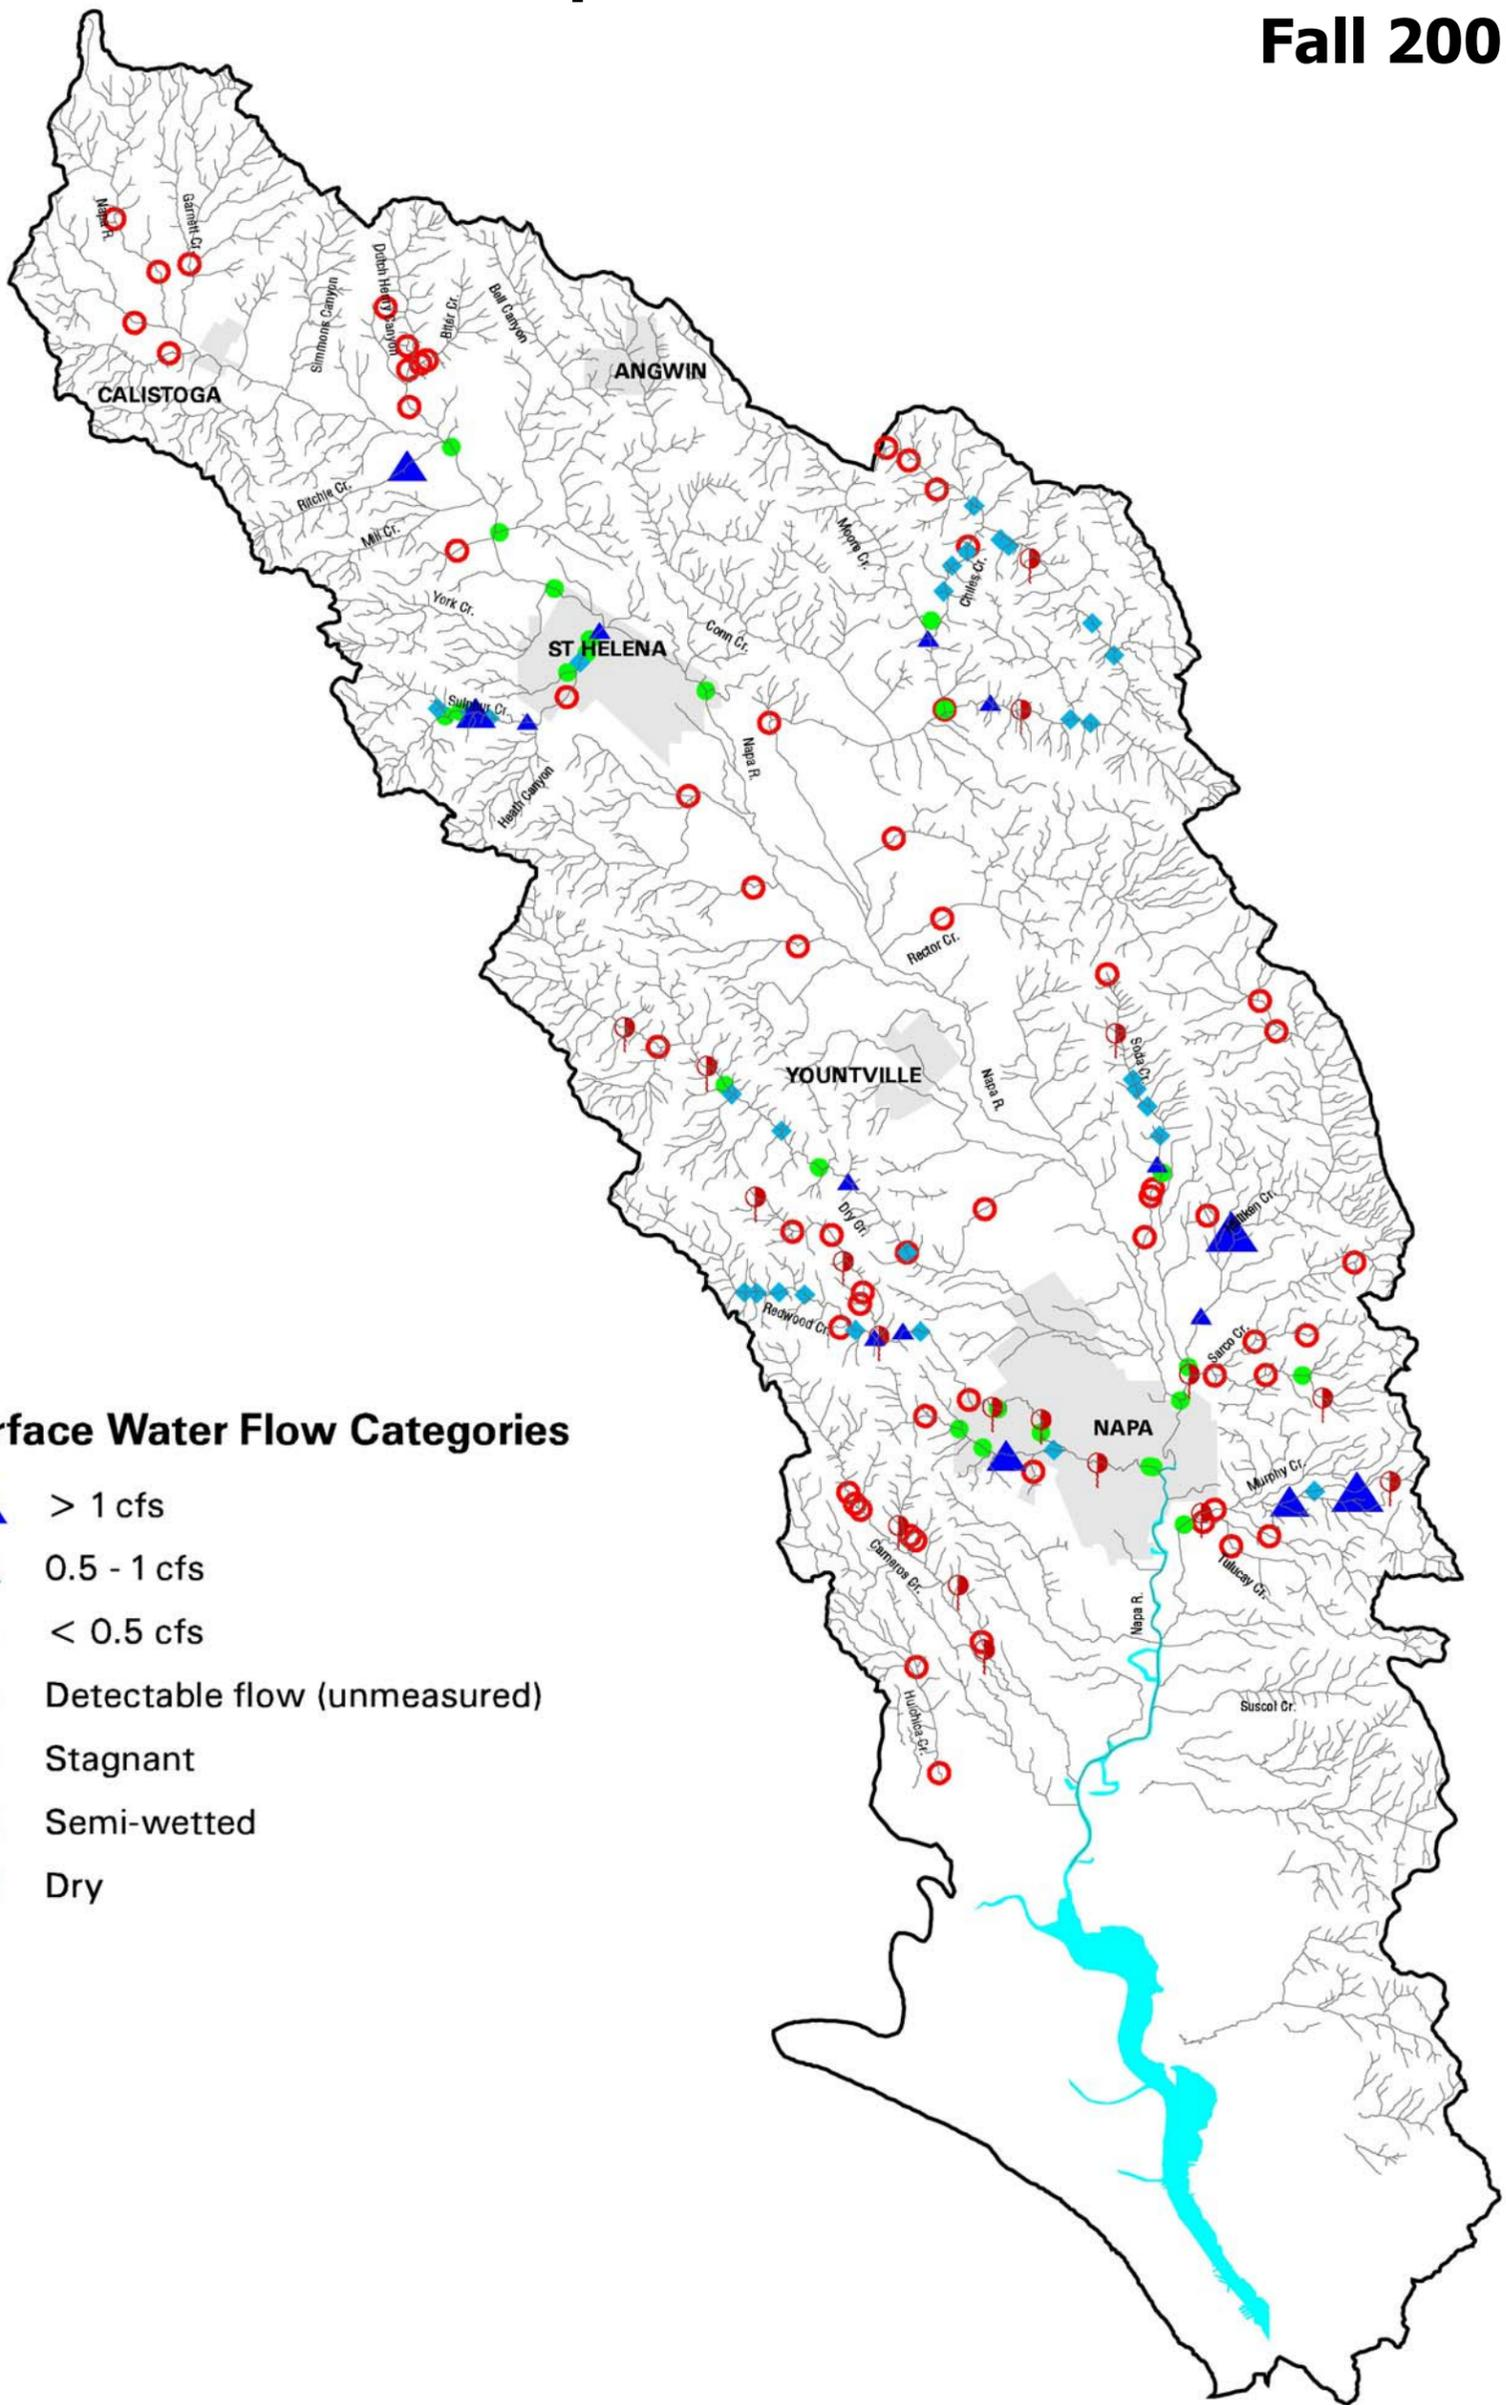 Fall 200
Napa R.
Garnett Cr.
Simmons Canyon
Dutch Henry Canyon
Biter Cr.
Bell Canyon
ANGWIN
CALISTOGA
Ritchie Cr.
Mill Cr.
Moore Cr.
Chiles Cr.
York Cr.
Conn Cr.
ST HELENA
Sulphur Cr.
Napa R.
Heath Canyon
Rector Cr.
YOUNTVILLE
Napa R.
Soda Cr.
Dry Cr.
Milliken Cr.
Redwood Cr.
Sarco Cr.
NAPA
Murphy Cr.
Carneros Cr.
Tulucay Cr.
Napa R.
Huichica Cr.
Suscol Cr.
rface Water Flow Categories
> 1 cfs
0.5 - 1 cfs
< 0.5 cfs
Detectable flow (unmeasured)
Stagnant
Semi-wetted
Dry